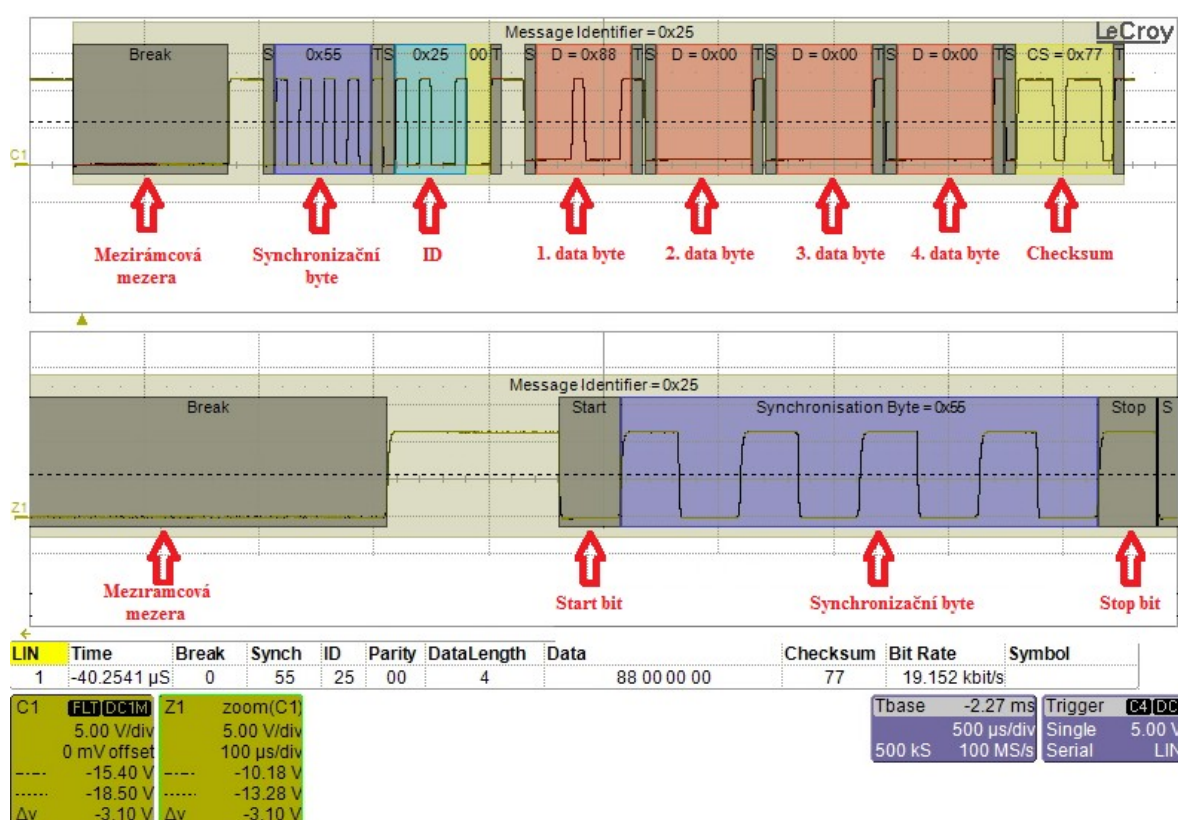 Message Identifier = 0x25
LeCroy
Break S 0x55 T S 0x25 00 T S D = 0x88 T S D = 0x00 T S D = 0x00 T S D = 0x00 T S CS = 0x77 T
C1
Mezirámcová
mezera
Synchronizační
byte
ID
1. data byte
2. data byte
3. data byte
4. data byte
Checksum
Message Identifier = 0x25
Break Start Synchronisation Byte = 0x55 Stop S
Z1
Mezirámcová
mezera
Start bit
Synchronizační byte
Stop bit
LIN Time Break Synch ID Parity DataLength Data Checksum Bit Rate Symbol
1 -40.2541 µS 0 55 25 00 4 88 00 00 00 77 19.152 kbit/s
C1 FLT DC1M
5.00 V/div
0 mV offset
-15.40 V
-18.50 V
Δy -3.10 V
Z1 zoom(C1)
5.00 V/div
100 µs/div
-10.18 V
-13.28 V
Δy -3.10 V
Tbase -2.27 ms
500 µs/div
500 kS 100 MS/s
Trigger C4 DC
Single 5.00 V
Serial LIN